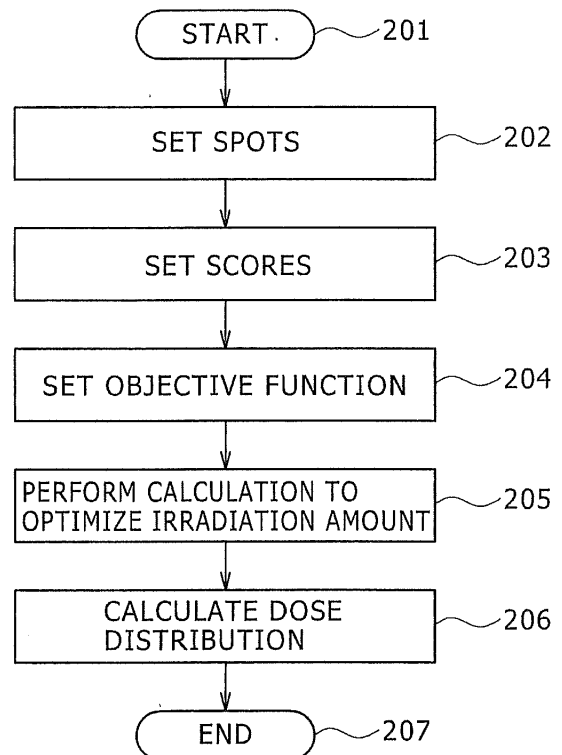 START
201
SET SPOTS
202
SET SCORES
203
SET OBJECTIVE FUNCTION
204
PERFORM CALCULATION TO
OPTIMIZE IRRADIATION AMOUNT
205
CALCULATE DOSE
DISTRIBUTION
206
END
207